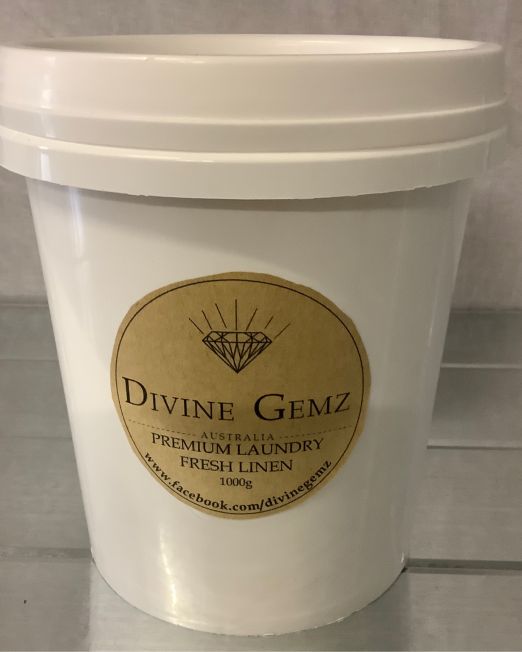 DIVINE GEMZ
AUSTRALIA
PREMIUM LAUNDRY
FRESH LINEN
1000g
www.facebook.com/divinegemz